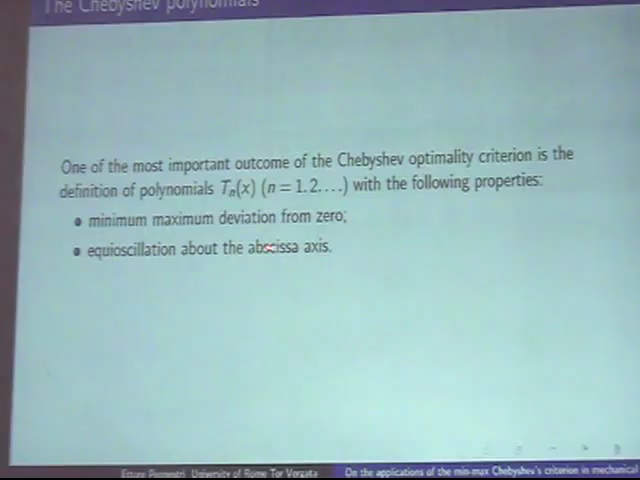 The Chebyshev polynomials
One of the most important outcome of the Chebyshev optimality criterion is the
definition of polynomials Tₙ(x) (n = 1, 2, . . .) with the following properties:
• minimum maximum deviation from zero;
• equioscillation about the abscissa axis.
Ettore Pennestri, University of Rome Tor Vergata
On the applications of the min-max Chebyshev's criterion in mechanical